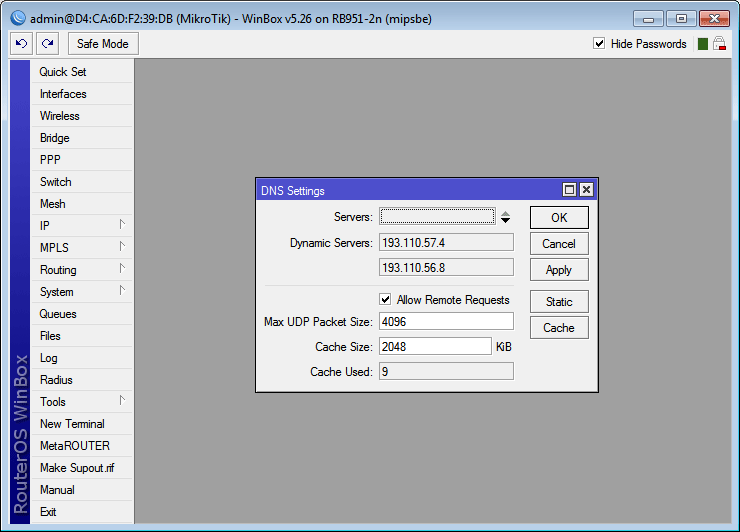 admin@D4:CA:6D:F2:39:DB (MikroTik) - WinBox v5.26 on RB951-2n (mipsbe)
Safe Mode
Hide Passwords
RouterOS WinBox
Quick Set
Interfaces
Wireless
Bridge
PPP
Switch
Mesh
IP
MPLS
Routing
System
Queues
Files
Log
Radius
Tools
New Terminal
MetaROUTER
Make Supout.rif
Manual
Exit
DNS Settings
Servers:
Dynamic Servers: 193.110.57.4
193.110.56.8
Allow Remote Requests
Max UDP Packet Size: 4096
Cache Size: 2048 KiB
Cache Used: 9
OK
Cancel
Apply
Static
Cache